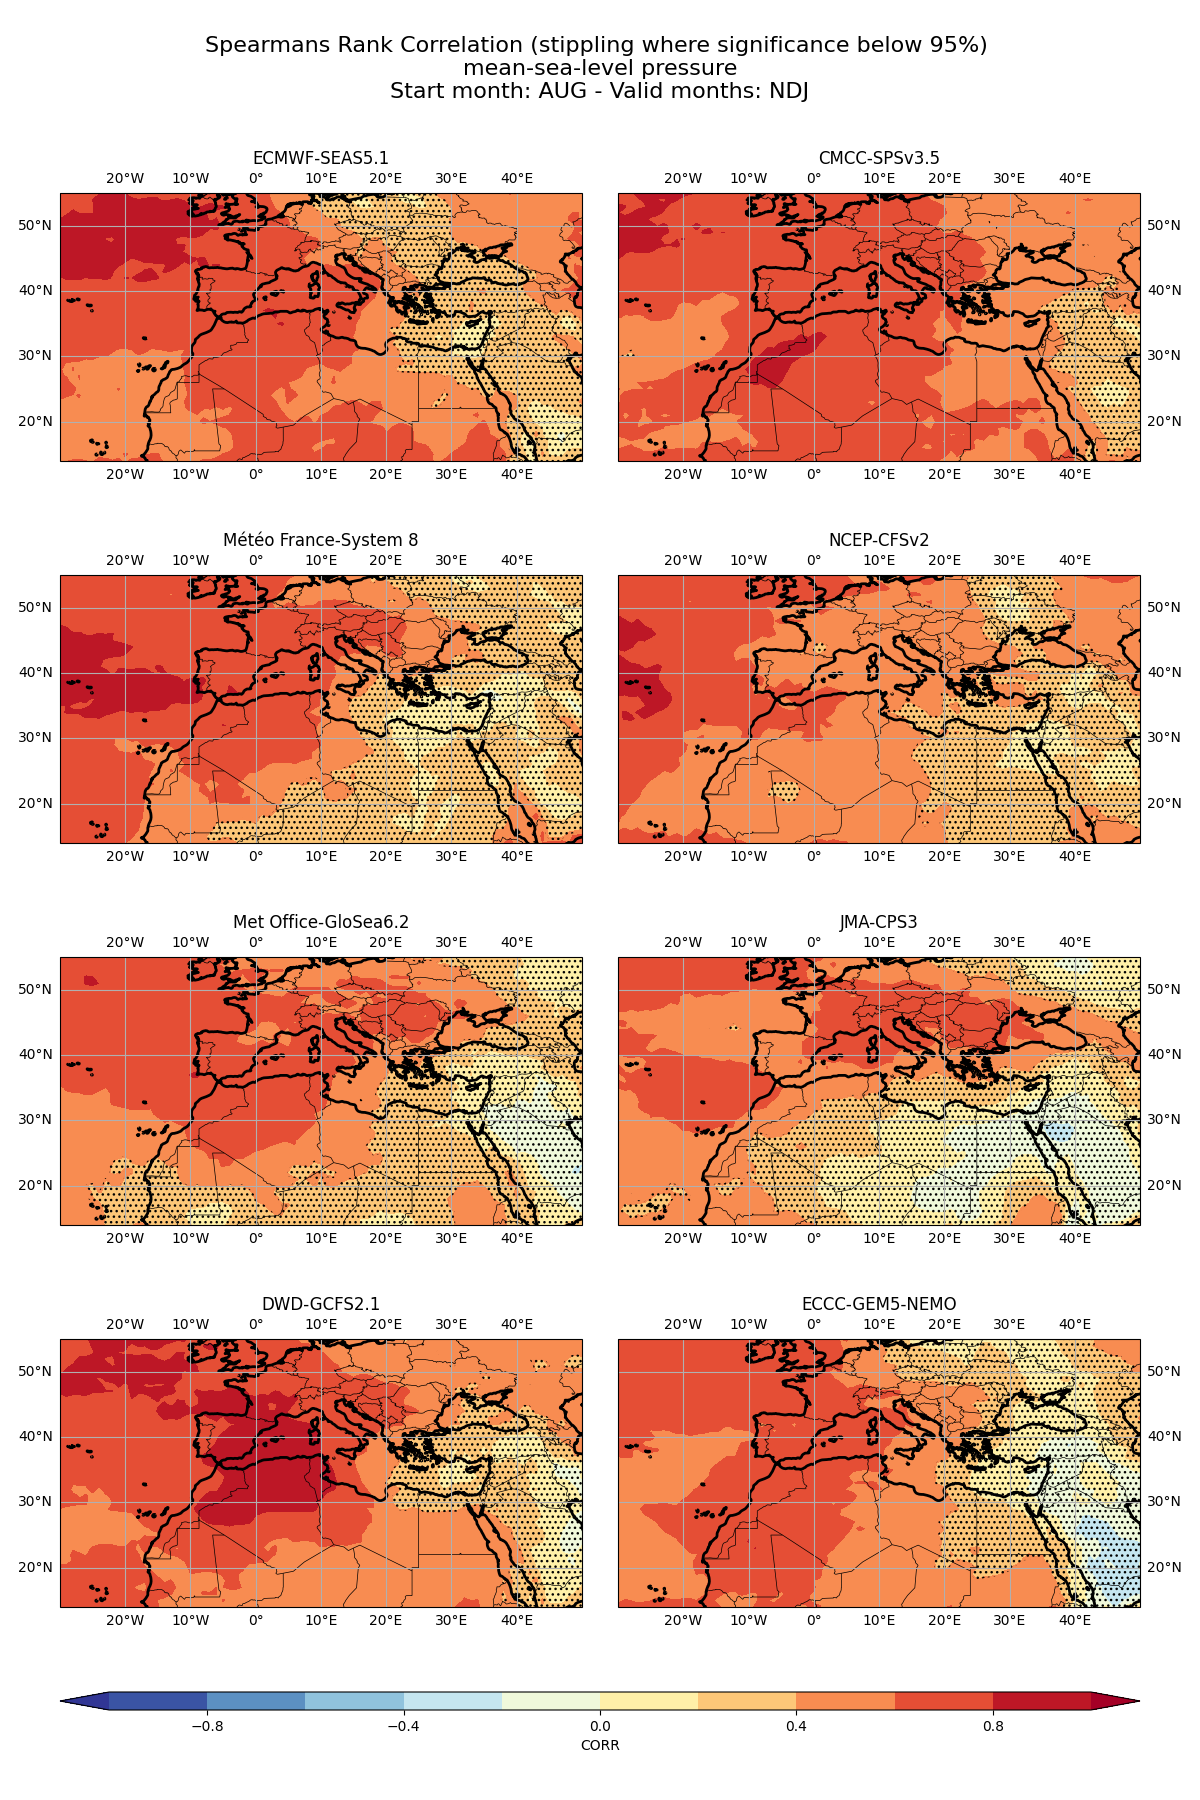 Spearmans Rank Correlation (stippling where significance below 95%)
mean-sea-level pressure
Start month: AUG - Valid months: NDJ
ECMWF-SEAS5.1 CMCC-SPSv3.5
20°W 10°W 0° 10°E 20°E 30°E 40°E 20°W 10°W 0° 10°E 20°E 30°E 40°E
50°N 50°N
40°N 40°N
30°N 30°N
20°N 20°N
20°W 10°W 0° 10°E 20°E 30°E 40°E 20°W 10°W 0° 10°E 20°E 30°E 40°E
Météo France-System 8 NCEP-CFSv2
20°W 10°W 0° 10°E 20°E 30°E 40°E 20°W 10°W 0° 10°E 20°E 30°E 40°E
50°N 50°N
40°N 40°N
30°N 30°N
20°N 20°N
20°W 10°W 0° 10°E 20°E 30°E 40°E 20°W 10°W 0° 10°E 20°E 30°E 40°E
Met Office-GloSea6.2 JMA-CPS3
20°W 10°W 0° 10°E 20°E 30°E 40°E 20°W 10°W 0° 10°E 20°E 30°E 40°E
50°N 50°N
40°N 40°N
30°N 30°N
20°N 20°N
20°W 10°W 0° 10°E 20°E 30°E 40°E 20°W 10°W 0° 10°E 20°E 30°E 40°E
DWD-GCFS2.1 ECCC-GEM5-NEMO
20°W 10°W 0° 10°E 20°E 30°E 40°E 20°W 10°W 0° 10°E 20°E 30°E 40°E
50°N 50°N
40°N 40°N
30°N 30°N
20°N 20°N
20°W 10°W 0° 10°E 20°E 30°E 40°E 20°W 10°W 0° 10°E 20°E 30°E 40°E
−0.8 −0.4 0.0 0.4 0.8
CORR